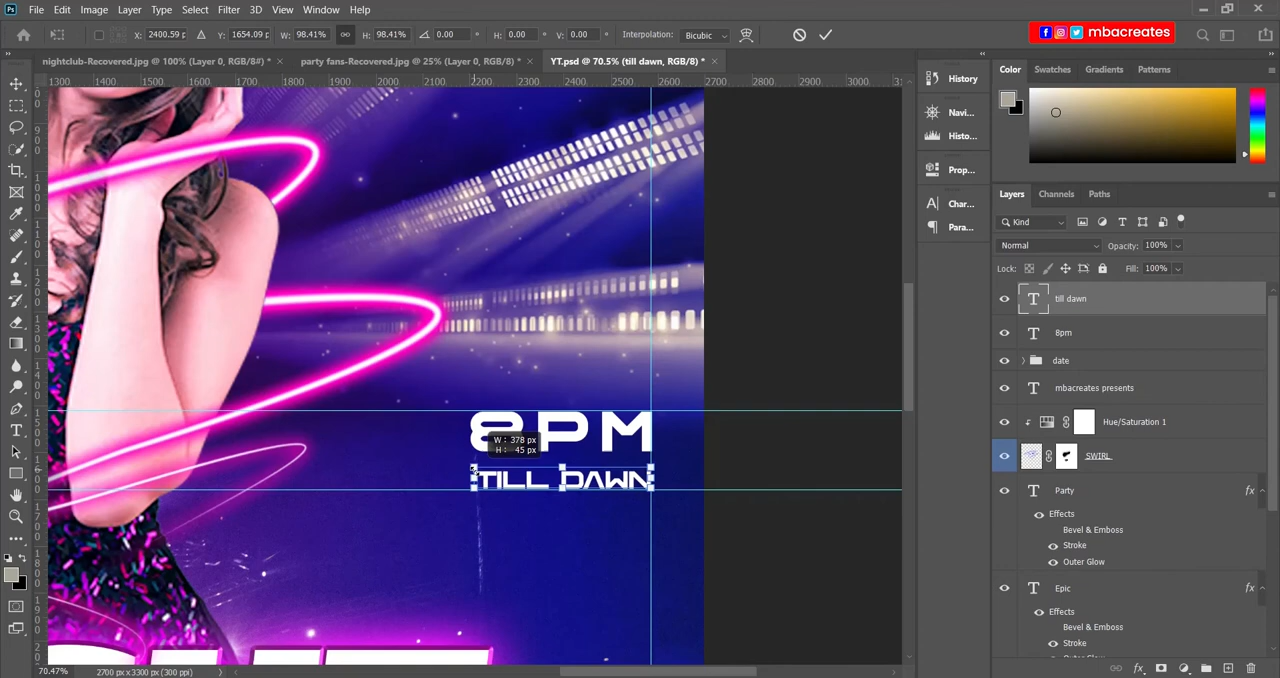 Ps File Edit Image Layer Type Select Filter 3D View Window Help
X: 2400.59 p Y: 1654.09 p W: 98.41% H: 98.41% 0.00 ° H: 0.00 ° V: 0.00 ° Interpolation: Bicubic mbacreates
nightclub-Recovered.jpg @ 100% (Layer 0, RGB/8#) * × party fans-Recovered.jpg @ 25% (Layer 0, RGB/8*) * YT.psd @ 70.5% (till dawn, RGB/8*) * ×
1300 1400 1500 1600 1700 1800 1900 2000 2100 2200 2300 2400 2500 2600 2700 2800 2900 3000
Color Swatches Gradients Patterns
History
Navi...
Histo...
Prop...
Char...
Para...
Layers Channels Paths
Kind
Normal Opacity: 100%
Lock: Fill: 100%
till dawn
8pm
date
mbacreates presents
Hue/Saturation 1
SWIRL
Party fx
Effects
Bevel & Emboss
Stroke
Outer Glow
Epic fx
Effects
Bevel & Emboss
Stroke
Outer Glow
8PM
W: 378 px
H: 45 px
TILL DAWN
70.47% 2700 px x 3300 px (300 ppi)